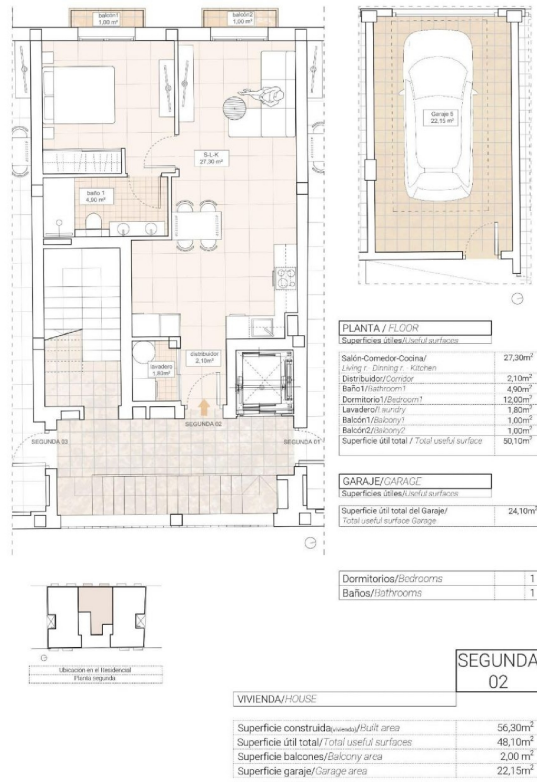 balcón1
1,00 m²
balcón2
1,00 m²
Garaje 5
22,15 m²
S-L-K
27,30 m²
baño 1
4,90 m²
distribuidor
2,10m²
lavadero
1,80m²
SEGUNDA 02
SEGUNDA 03
SEGUNDA 01
PLANTA / FLOOR
Superficies útiles/Useful surfaces
Salón-Comedor-Cocina/ 27,30m²
Living r. Dinning r. Kitchen
Distribuidor/Corridor 2,10m²
Baño1/Bathroom1 4,90m²
Dormitorio1/Bedroom1 12,00m²
Lavadero/Laundry 1,80m²
Balcón1/Balcony1 1,00m²
Balcón2/Balcony2 1,00m²
Superficie útil total / Total useful surface 50,10m²
GARAJE/GARAGE
Superficies útiles/Useful surfaces
Superficie útil total del Garaje/ 24,10m²
Total useful surface Garage
Dormitorios/Bedrooms 1
Baños/Bathrooms 1
Ubicación en el Residencial
Planta segunda
SEGUNDA
02
VIVIENDA/HOUSE
Superficie construida(vivienda)/Built area 56,30m²
Superficie útil total/Total useful surfaces 48,10m²
Superficie balcones/Balcony area 2,00 m²
Superficie garaje/Garage area 22,15m²